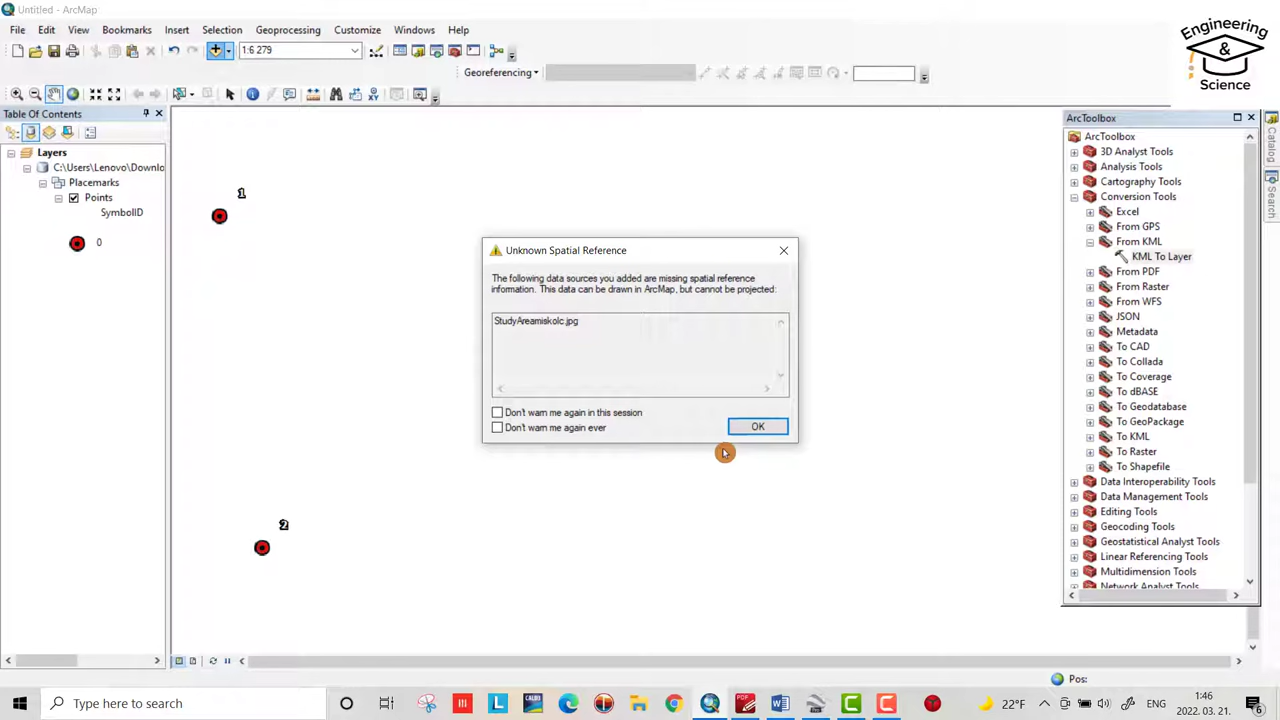 Untitled - ArcMap
File Edit View Bookmarks Insert Selection Geoprocessing Customize Windows Help
1:6 279
Georeferencing
Engineering
&
Science
Table Of Contents
Layers
C:\Users\Lenovo\Downlo
Placemarks
Points
SymbolID
0
1
2
Unknown Spatial Reference
The following data sources you added are missing spatial reference
information. This data can be drawn in ArcMap, but cannot be projected:
StudyAreamiskolc.jpg
Don't warn me again in this session
Don't warn me again ever
OK
ArcToolbox
ArcToolbox
3D Analyst Tools
Analysis Tools
Cartography Tools
Conversion Tools
Excel
From GPS
From KML
KML To Layer
From PDF
From Raster
From WFS
JSON
Metadata
To CAD
To Collada
To Coverage
To dBASE
To Geodatabase
To GeoPackage
To KML
To Raster
To Shapefile
Data Interoperability Tools
Data Management Tools
Editing Tools
Geocoding Tools
Geostatistical Analyst Tools
Linear Referencing Tools
Multidimension Tools
Network Analyst Tools
Catalog
Search
Pos:
Type here to search
22°F
ENG
1:46
2022. 03. 21.
6